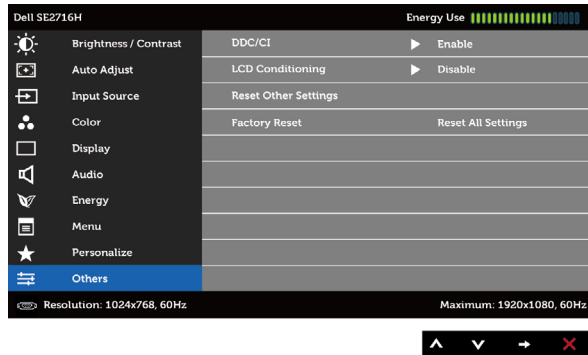 Dell SE2716H Energy Use
Brightness / Contrast DDC/CI Enable
Auto Adjust LCD Conditioning Disable
Input Source Reset Other Settings
Color Factory Reset Reset All Settings
Display
Audio
Energy
Menu
Personalize
Others
Resolution: 1024x768, 60Hz Maximum: 1920x1080, 60Hz